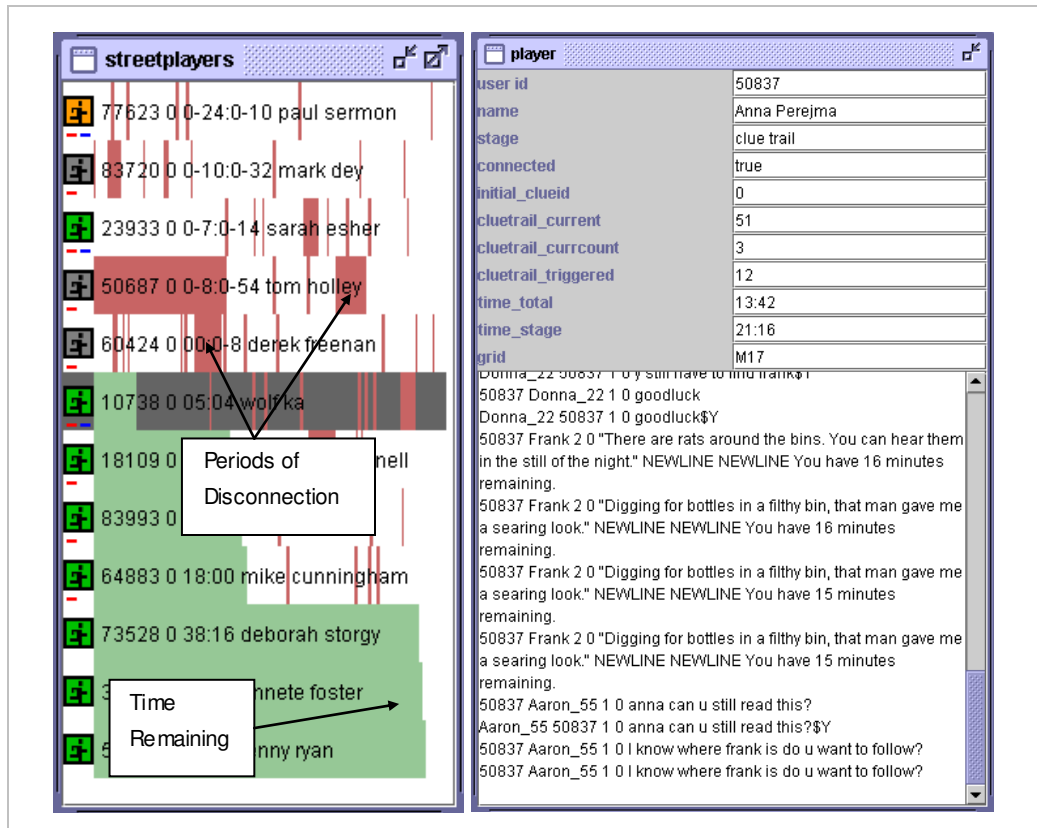 streetplayers
77623 0 0-24:0-10 paul sermon
83720 0 0-10:0-32 mark dey
23933 0 0-7:0-14 sarah esher
50687 0 0-8:0-54 tom holley
60424 0 00:0-8 derek freenan
10738 0 05:04 wolf ka
18109 0 nell
83993 0
64883 0 18:00 mike cunningham
73528 0 38:16 deborah storgy
3 nnete foster
5 enny ryan
Periods of
Disconnection
Time
Remaining
player
user id 50837
name Anna Perejma
stage clue trail
connected true
initial_clueid 0
cluetrail_current 51
cluetrail_currcount 3
cluetrail_triggered 12
time_total 13:42
time_stage 21:16
grid M17
Donna_22 50837 1 0 y still have to find frank$Y
50837 Donna_22 1 0 goodluck
Donna_22 50837 1 0 goodluck$Y
50837 Frank 2 0 "There are rats around the bins. You can hear them
in the still of the night." NEWLINE NEWLINE You have 16 minutes
remaining.
50837 Frank 2 0 "Digging for bottles in a filthy bin, that man gave me
a searing look." NEWLINE NEWLINE You have 16 minutes
remaining.
50837 Frank 2 0 "Digging for bottles in a filthy bin, that man gave me
a searing look." NEWLINE NEWLINE You have 15 minutes
remaining.
50837 Frank 2 0 "Digging for bottles in a filthy bin, that man gave me
a searing look." NEWLINE NEWLINE You have 15 minutes
remaining.
50837 Aaron_55 1 0 anna can u still read this?
Aaron_55 50837 1 0 anna can u still read this?$Y
50837 Aaron_55 1 0 I know where frank is do u want to follow?
50837 Aaron_55 1 0 I know where frank is do u want to follow?